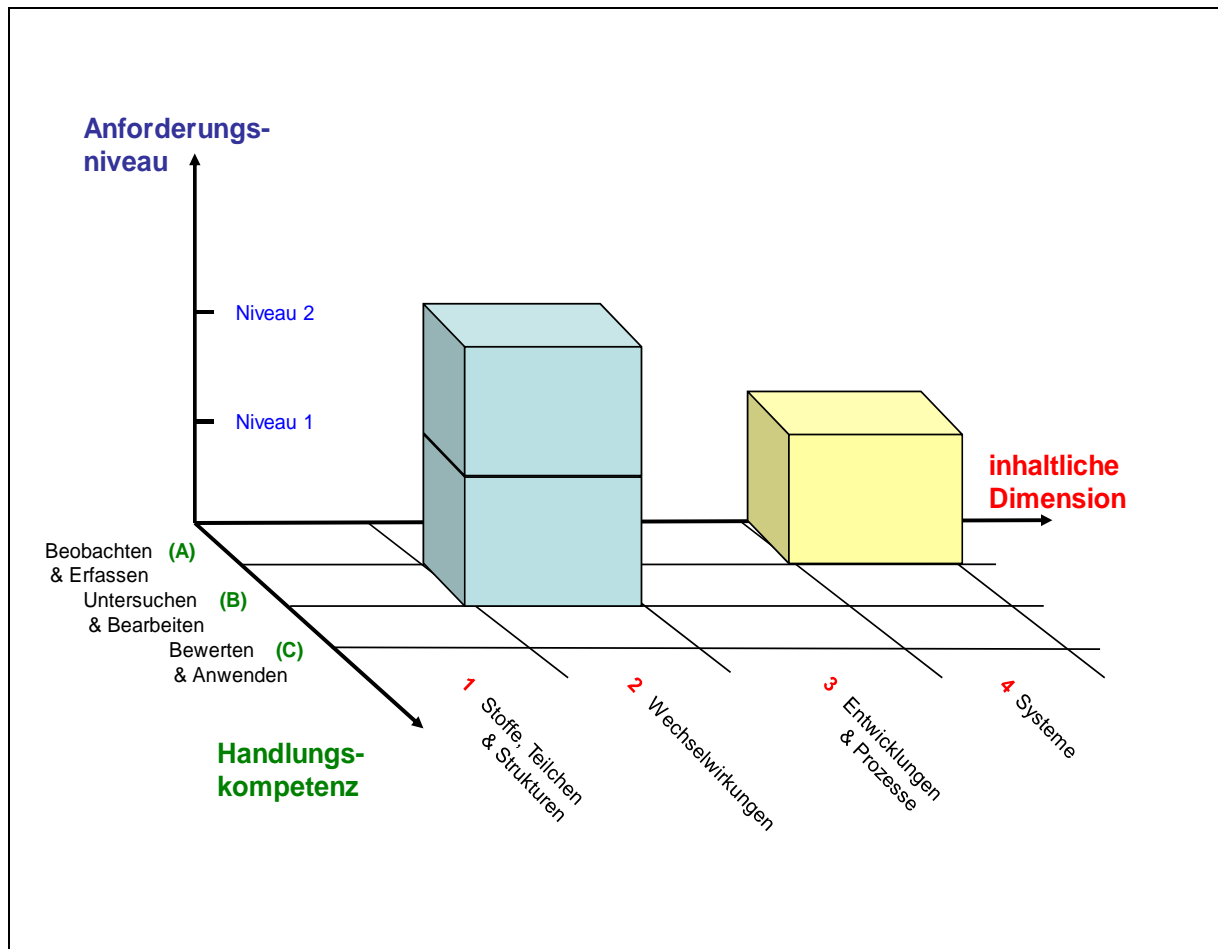 Anforderungs-
niveau
Niveau 2
Niveau 1
inhaltliche
Dimension
Beobachten (A)
& Erfassen
Untersuchen (B)
& Bearbeiten
Bewerten (C)
& Anwenden
Handlungs-
kompetenz
1 Stoffe, Teilchen
& Strukturen
2 Wechselwirkungen
3 Entwicklungen
& Prozesse
4 Systeme